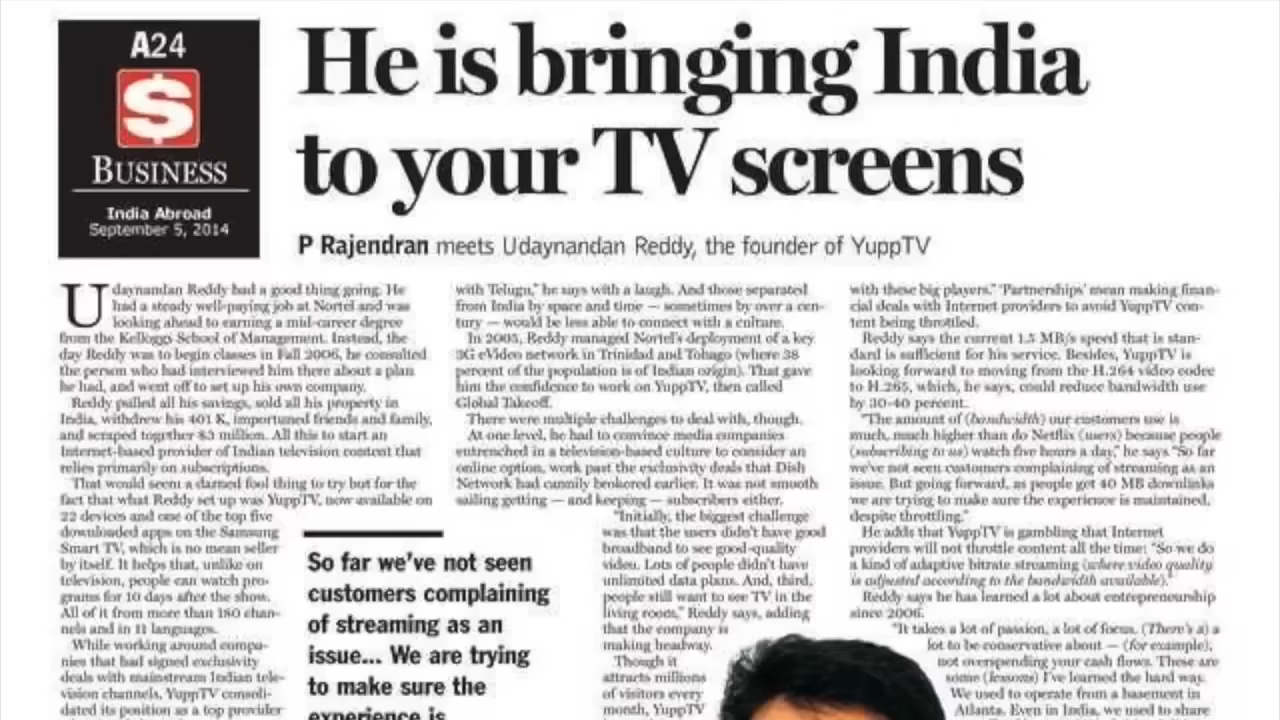 A24
$
BUSINESS
India Abroad
September 5, 2014
He is bringing India
to your TV screens
P Rajendran meets Udaynandan Reddy, the founder of YuppTV
Udaynandan Reddy had a good thing going. He
had a steady well-paying job at Nortel and was
looking ahead to earning a mid-career degree
from the Kellogg School of Management. Instead, the
day Reddy was to begin classes in Fall 2006, he consulted
the person who had interviewed him there about a plan
he had, and went off to set up his own company.
Reddy pulled all his savings, sold all his property in
India, withdrew his 401 K, importuned friends and family,
and scraped together $3 million. All this to start an
Internet-based provider of Indian television content that
relies primarily on subscriptions.
That would seem a darned fool thing to try but for the
fact that what Reddy set up was YuppTV, now available on
22 devices and one of the top five
downloaded apps on the Samsung
Smart TV, which is no mean seller
by itself. It helps that, unlike on
television, people can watch pro-
grams for 10 days after the show.
All of it from more than 180 chan-
nels and in 11 languages.
While working around compa-
nies that had signed exclusivity
deals with mainstream Indian tele-
vision channels, YuppTV consoli-
dated its position as a top provider
So far we've not seen
customers complaining
of streaming as an
issue... We are trying
to make sure the
experience is
with Telugu," he says with a laugh. And those separated
from India by space and time — sometimes by over a cen-
tury — would be less able to connect with a culture.
In 2005, Reddy managed Nortel's deployment of a key
3G eVideo network in Trinidad and Tobago (where 38
percent of the population is of Indian origin). That gave
him the confidence to work on YuppTV, then called
Global Takeoff.
There were multiple challenges to deal with, though.
At one level, he had to convince media companies
entrenched in a television-based culture to consider an
online option, work past the exclusivity deals that Dish
Network had cannily brokered earlier. It was not smooth
sailing getting — and keeping — subscribers either.
"Initially, the biggest challenge
was that the users didn't have good
broadband to see good-quality
video. Lots of people didn't have
unlimited data plans. And, third,
people still want to see TV in the
living room," Reddy says, adding
that the company is
making headway.
Though it
attracts millions
of visitors every
month, YuppTV
with these big players." 'Partnerships' mean making finan-
cial deals with Internet providers to avoid YuppTV con-
tent being throttled.
Reddy says the current 1.5 MB/s speed that is stan-
dard is sufficient for his service. Besides, YuppTV is
looking forward to moving from the H.264 video codec
to H.265, which, he says, could reduce bandwidth use
by 30-40 percent.
"The amount of (bandwidth) our customers use is
much, much higher than do Netflix (users) because people
(subscribing to us) watch five hours a day," he says "So far
we've not seen customers complaining of streaming as an
issue. But going forward, as people get 40 MB downlinks
we are trying to make sure the experience is maintained,
despite throttling."
He adds that YuppTV is gambling that Internet
providers will not throttle content all the time: "So we do
a kind of adaptive bitrate streaming (where video quality
is adjusted according to the bandwidth available)."
Reddy says he has learned a lot about entrepreneurship
since 2006.
"It takes a lot of passion, a lot of focus. (There's a) a
lot to be conservative about — (for example),
not overspending your cash flows. These are
some (lessons) I've learned the hard way.
We used to operate from a basement in
Atlanta. Even in India, we used to share